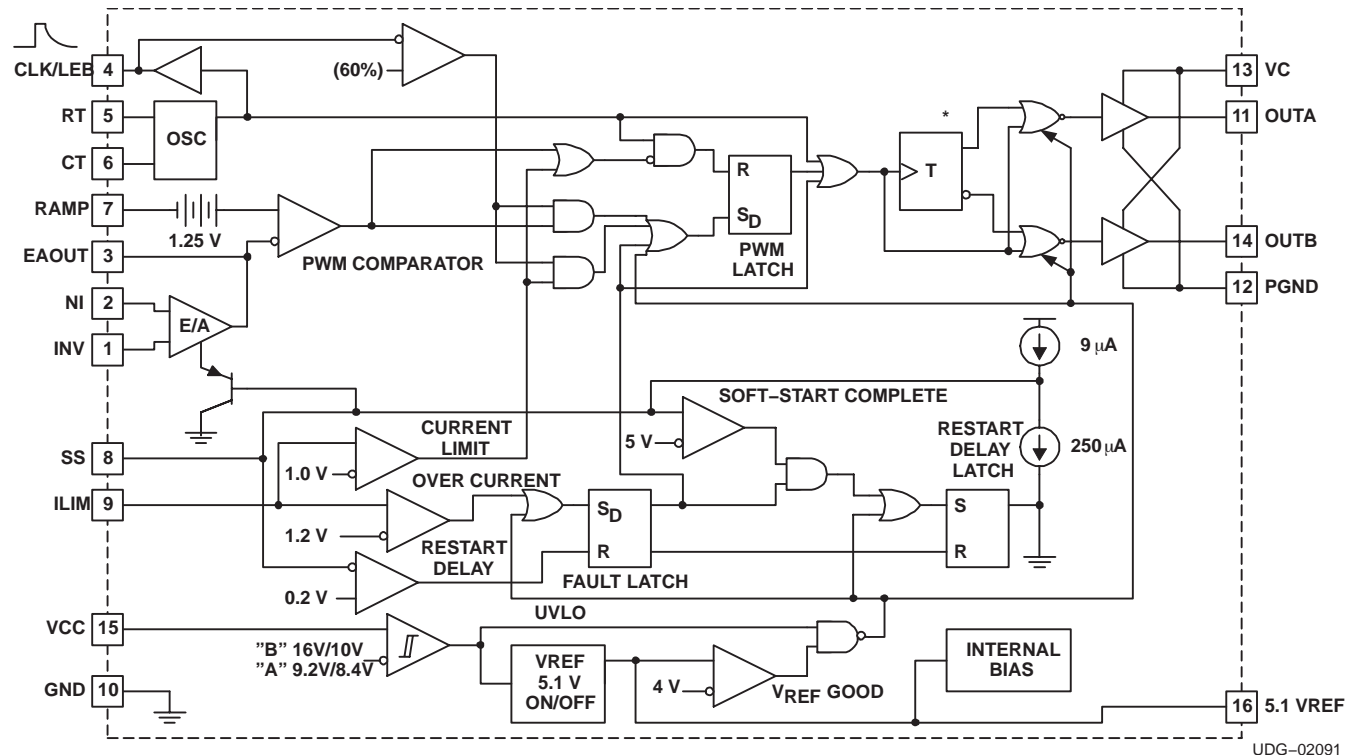 CLK/LEB 4
(60%)
13 VC
RT 5
OSC
*
11 OUTA
CT 6
T
R
RAMP 7
SD
1.25 V
PWM COMPARATOR
PWM
LATCH
14 OUTB
EAOUT 3
12 PGND
NI 2
E/A
INV 1
9 μA
SOFT−START COMPLETE
5 V
RESTART
DELAY
LATCH
250 μA
CURRENT
LIMIT
SS 8
1.0 V
OVER CURRENT
ILIM 9
SD
S
1.2 V
RESTART
DELAY
R
R
FAULT LATCH
0.2 V
UVLO
VCC 15
”B” 16V/10V
”A” 9.2V/8.4V
VREF
5.1 V
ON/OFF
4 V
VREF GOOD
INTERNAL
BIAS
GND 10
16 5.1 VREF
UDG−02091